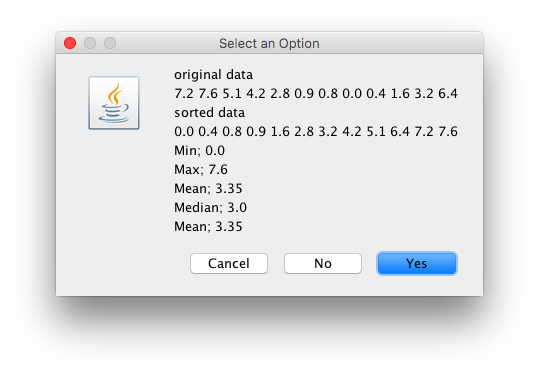 Select an Option
original data
7.2 7.6 5.1 4.2 2.8 0.9 0.8 0.0 0.4 1.6 3.2 6.4
sorted data
0.0 0.4 0.8 0.9 1.6 2.8 3.2 4.2 5.1 6.4 7.2 7.6
Min; 0.0
Max; 7.6
Mean; 3.35
Median; 3.0
Mean; 3.35
Cancel No Yes